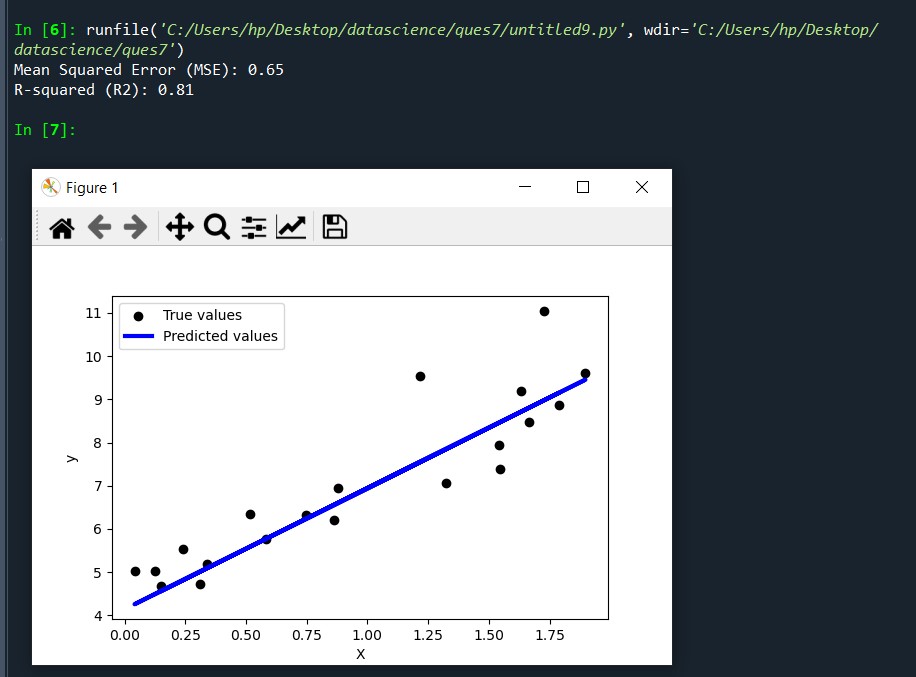 In [6]: runfile('C:/Users/hp/Desktop/datascience/ques7/untitled9.py', wdir='C:/Users/hp/Desktop/
datascience/ques7')
Mean Squared Error (MSE): 0.65
R-squared (R2): 0.81
In [7]:
Figure 1
True values
Predicted values
11
10
9
8
7
6
5
4
y
0.00 0.25 0.50 0.75 1.00 1.25 1.50 1.75
X